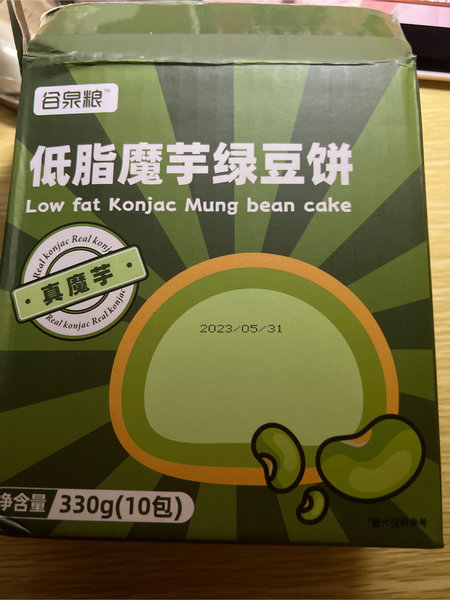 谷泉粮™
低脂魔芋绿豆饼
Low fat Konjac Mung bean cake
Real konjac Real konjac
真魔芋
Real konjac Real konjac
2023/05/31
净含量 330g(10包)
*图片仅供参考